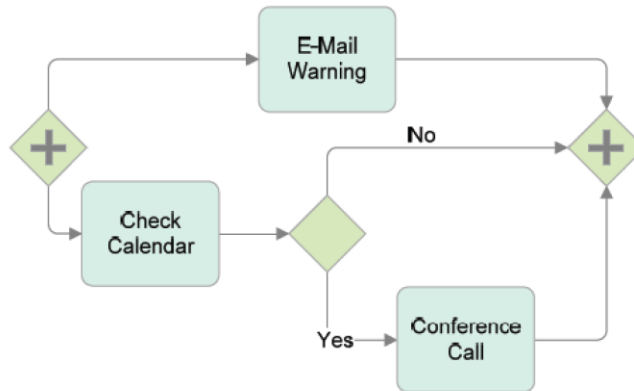 E-Mail
Warning
No
Check
Calendar
Yes
Conference
Call